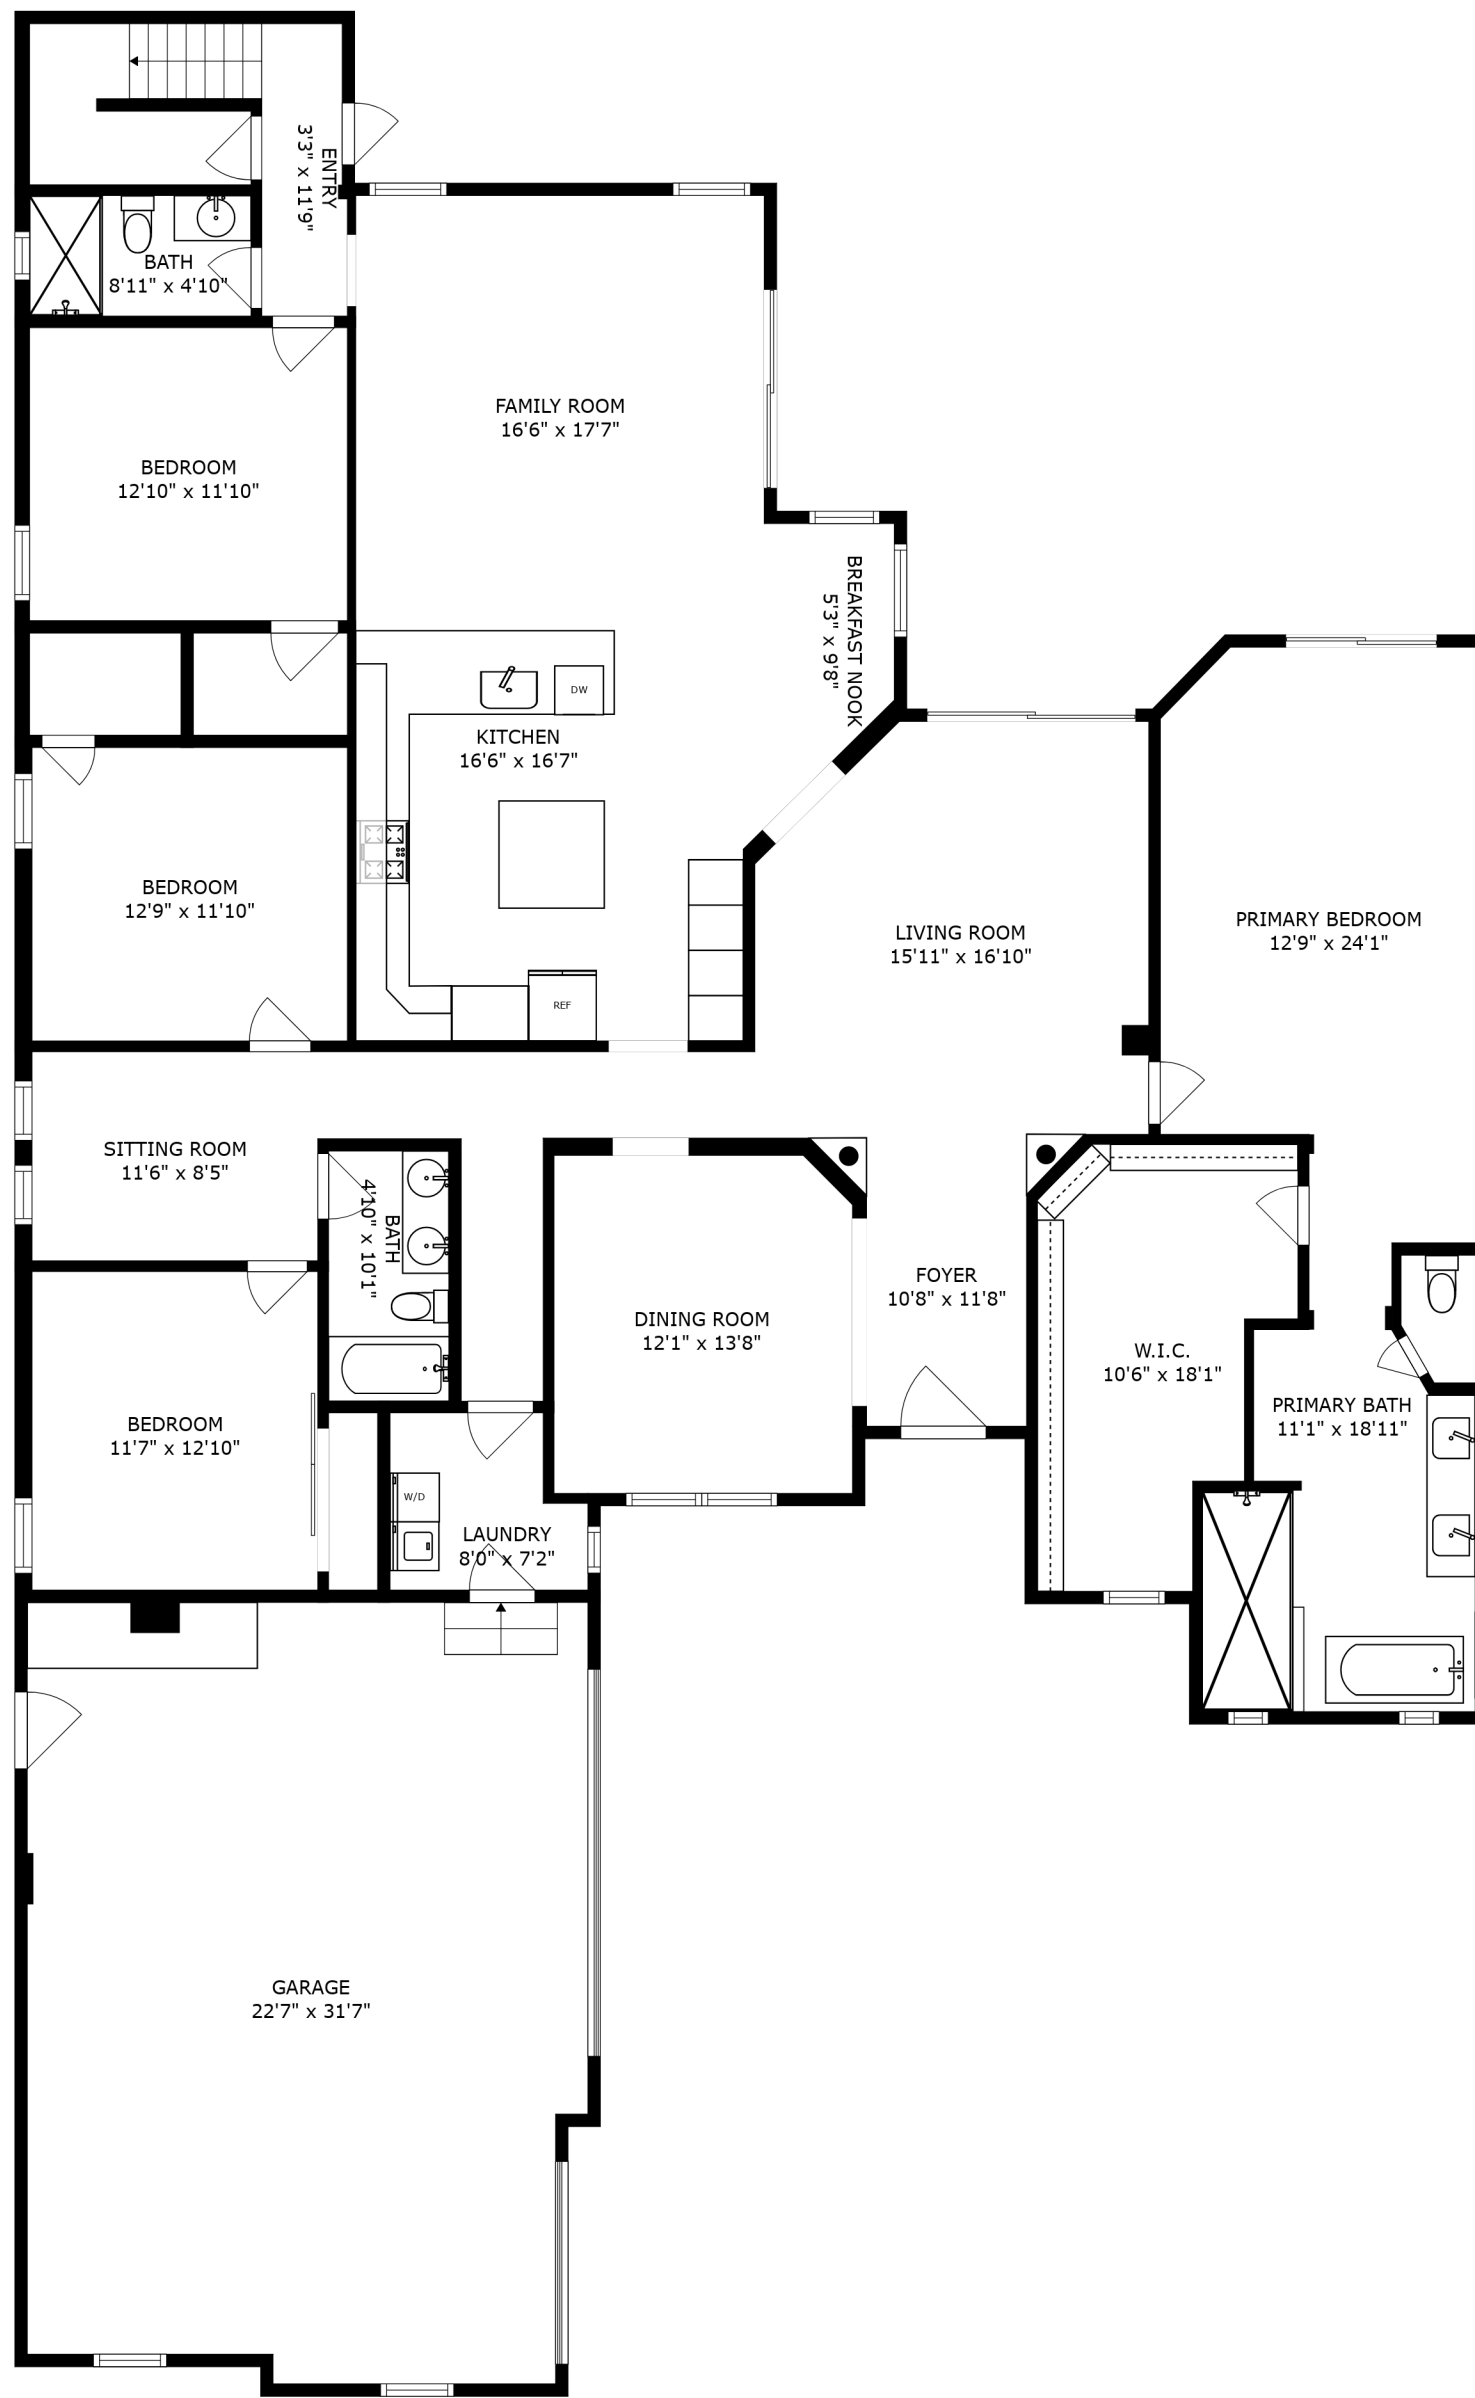 ENTRY
3'3" x 11'9"
BATH
8'11" x 4'10"
FAMILY ROOM
16'6" x 17'7"
BEDROOM
12'10" x 11'10"
BREAKFAST NOOK
5'3" x 9'8"
DW
KITCHEN
16'6" x 16'7"
BEDROOM
12'9" x 11'10"
LIVING ROOM
15'11" x 16'10"
PRIMARY BEDROOM
12'9" x 24'1"
REF
SITTING ROOM
11'6" x 8'5"
BATH
4'10" x 10'1"
FOYER
10'8" x 11'8"
DINING ROOM
12'1" x 13'8"
W.I.C.
10'6" x 18'1"
PRIMARY BATH
11'1" x 18'11"
BEDROOM
11'7" x 12'10"
W/D
LAUNDRY
8'0" x 7'2"
GARAGE
22'7" x 31'7"